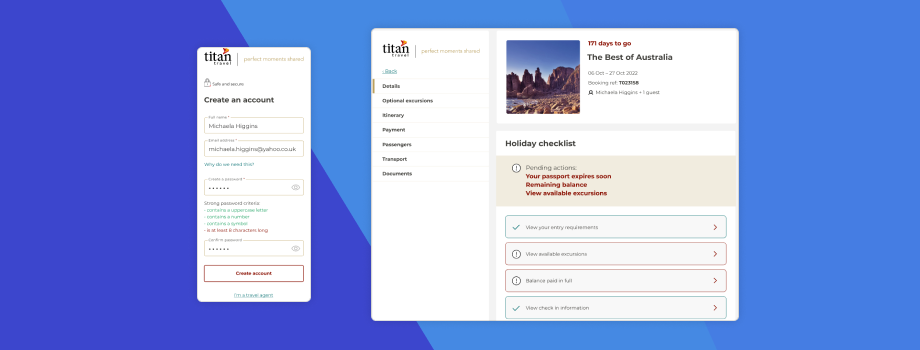 titan
travel
perfect moments shared
Safe and secure
Create an account
Full name *
Michaela Higgins
Email address *
michaela.higgins@yahoo.co.uk
Why do we need this?
Create a password *
Strong password criteria:
- contains a uppercase letter
- contains a number
- contains a symbol
- is at least 8 characters long
Confirm password
Create account
I'm a travel agent
titan
travel
perfect moments shared
‹ Back
Details
Optional excursions
Itinerary
Payment
Passengers
Transport
Documents
171 days to go
The Best of Australia
06 Oct – 27 Oct 2022
Booking ref: 7023158
Michaela Higgins + 1 guest
Holiday checklist
Pending actions:
Your passport expires soon
Remaining balance
View available excursions
View your entry requirements
View available excursions
Balance paid in full
View check in information